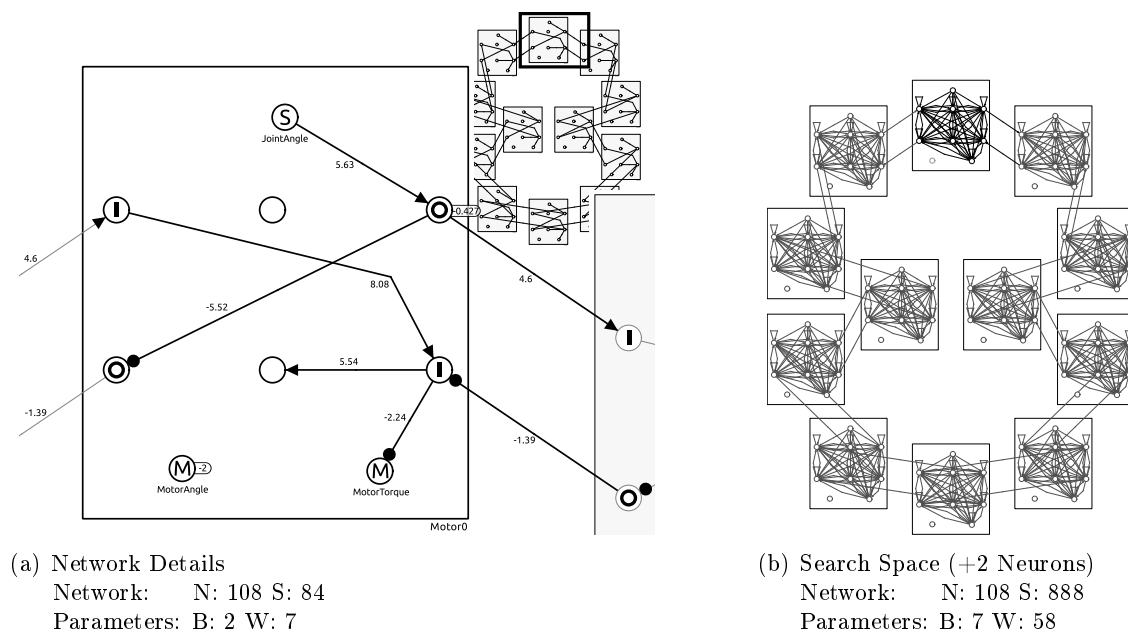 S
JointAngle
5.63
I
-0.427
4.6
8.08
4.6
-5.52
I
5.54
I
-1.39
-2.24
-1.39
M -2
MotorAngle
M
MotorTorque
Motor0
(a) Network Details
Network: N: 108 S: 84
Parameters: B: 2 W: 7
(b) Search Space (+2 Neurons)
Network: N: 108 S: 888
Parameters: B: 7 W: 58